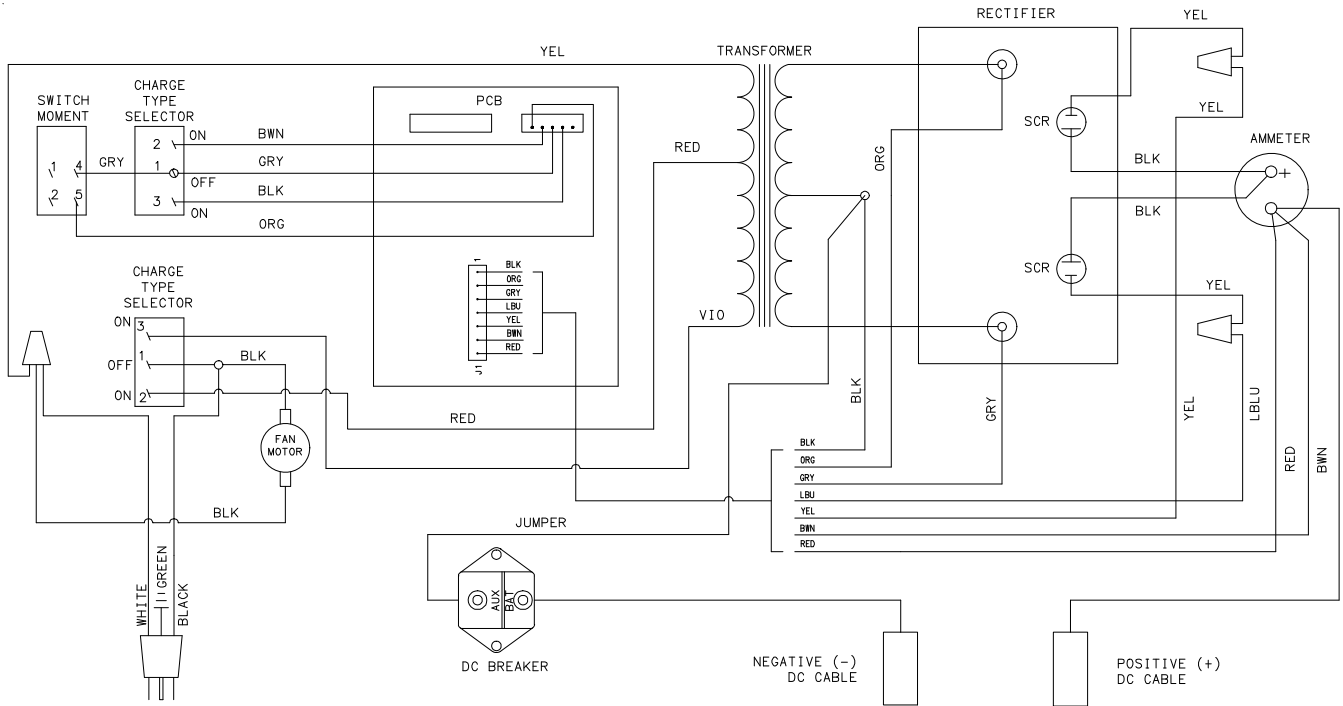 RECTIFIER
YEL
YEL
TRANSFORMER
CHARGE
TYPE
SELECTOR
SWITCH
MOMENT
PCB
ON
2
BWN
YEL
SCR
AMMETER
RED
ORG
1 4
GRY
1
GRY
OFF
BLK
+
2 5
3
BLK
ON
BLK
ORG
CHARGE
TYPE
SELECTOR
1
BLK
ORG
GRY
LBU
YEL
BWN
RED
5
SCR
YEL
VIO
ON 3
OFF 1
BLK
ON 2
RED
BLK
GRY
YEL
LBLU
RED
BWN
FAN
MOTOR
BLK
ORG
GRY
LBU
YEL
BWN
RED
BLK
JUMPER
WHITE
GREEN
BLACK
AUX
BAT
DC BREAKER
NEGATIVE (-)
DC CABLE
POSITIVE (+)
DC CABLE